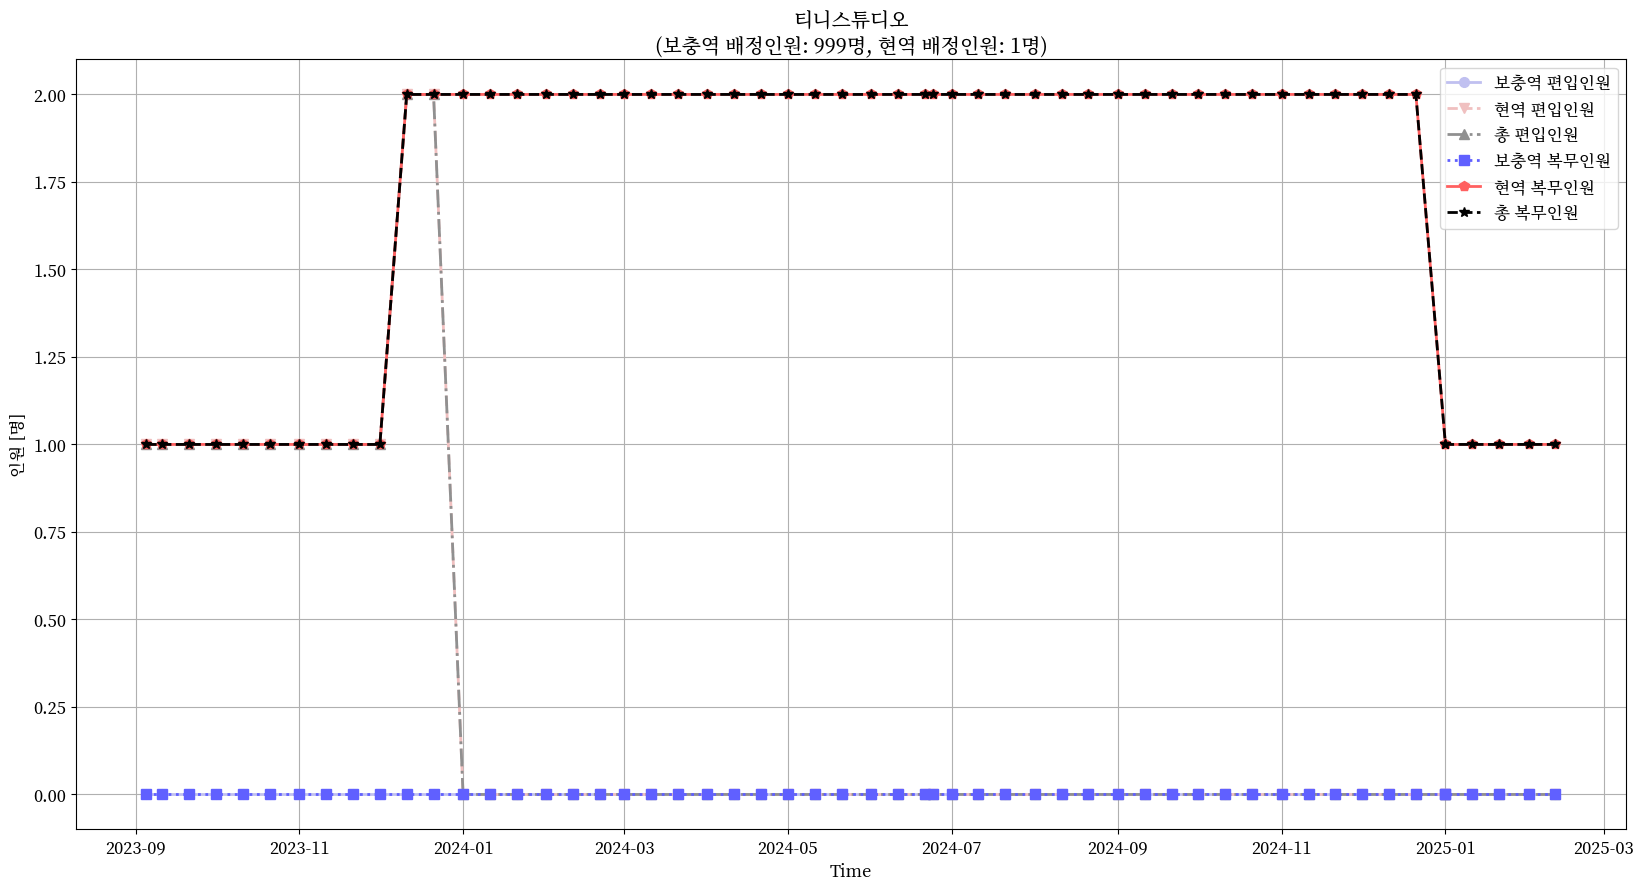 티니스튜디오
(보충역 배정인원: 999명, 현역 배정인원: 1명)
보충역 편입인원
현역 편입인원
총 편입인원
보충역 복무인원
현역 복무인원
총 복무인원
인원 [명]
2.00
1.75
1.50
1.25
1.00
0.75
0.50
0.25
0.00
2023-09
2023-11
2024-01
2024-03
2024-05
2024-07
2024-09
2024-11
2025-01
2025-03
Time